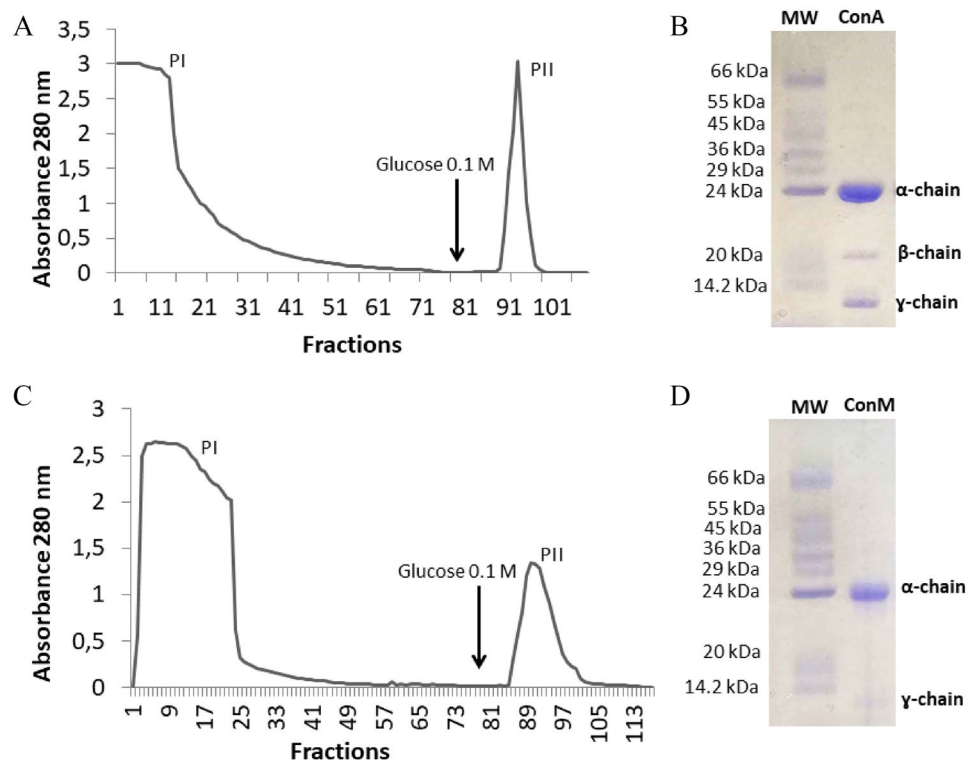 A
3,5
3
2,5
2
1,5
1
0,5
0
Absorbance 280 nm
PI
PII
Glucose 0.1 M
1 11 21 31 41 51 61 71 81 91 101
Fractions
B
MW ConA
66 kDa
55 kDa
45 kDa
36 kDa
29 kDa
24 kDa
20 kDa
14.2 kDa
α-chain
β-chain
ɣ-chain
C
3
2,5
2
1,5
1
0,5
0
Absorbance 280 nm
PI
PII
Glucose 0.1 M
1 9 17 25 33 41 49 57 65 73 81 89 97 105 113
Fractions
D
MW ConM
66 kDa
55 kDa
45 kDa
36 kDa
29 kDa
24 kDa
20 kDa
14.2 kDa
α-chain
ɣ-chain